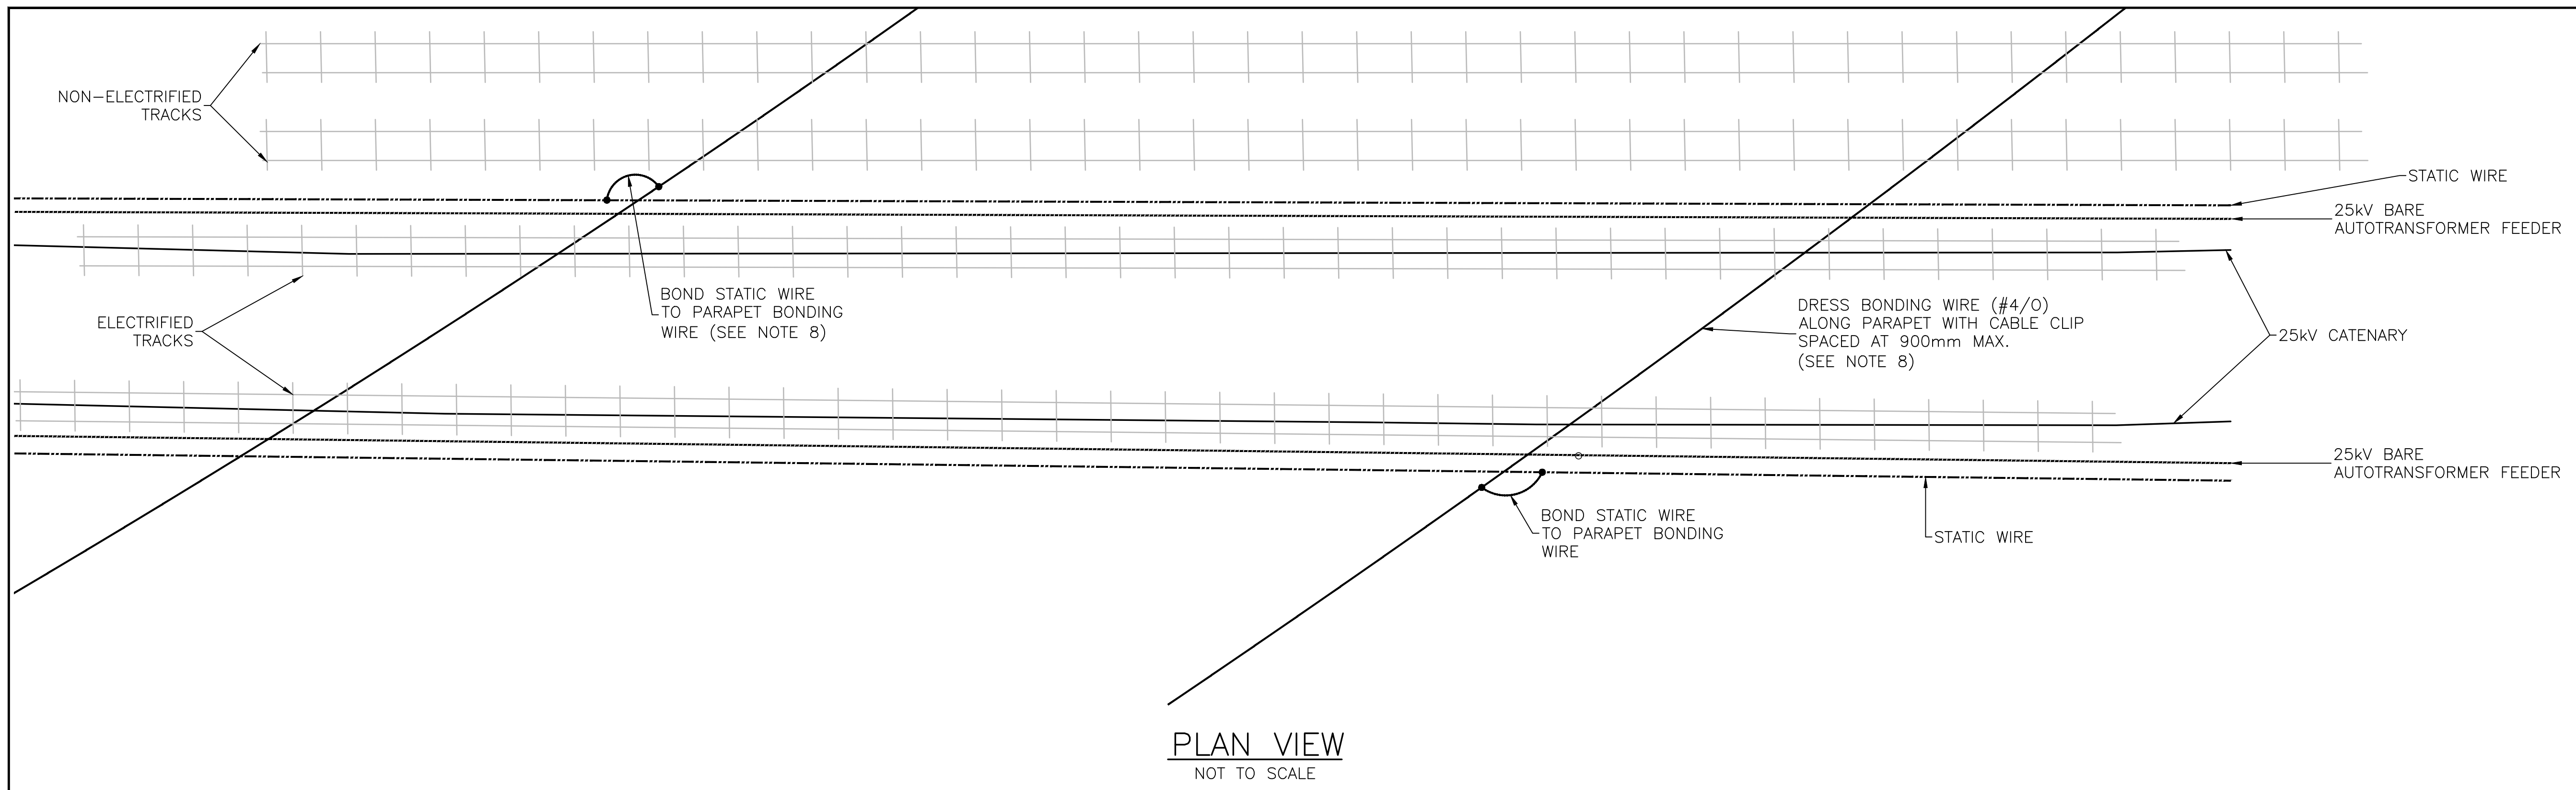 NON-ELECTRIFIED
TRACKS
STATIC WIRE
25kV BARE
AUTOTRANSFORMER FEEDER
BOND STATIC WIRE
TO PARAPET BONDING
WIRE (SEE NOTE 8)
DRESS BONDING WIRE (#4/0)
ALONG PARAPET WITH CABLE CLIP
SPACED AT 900mm MAX.
(SEE NOTE 8)
ELECTRIFIED
TRACKS
25kV CATENARY
25kV BARE
AUTOTRANSFORMER FEEDER
BOND STATIC WIRE
TO PARAPET BONDING
WIRE
STATIC WIRE
PLAN VIEW
NOT TO SCALE